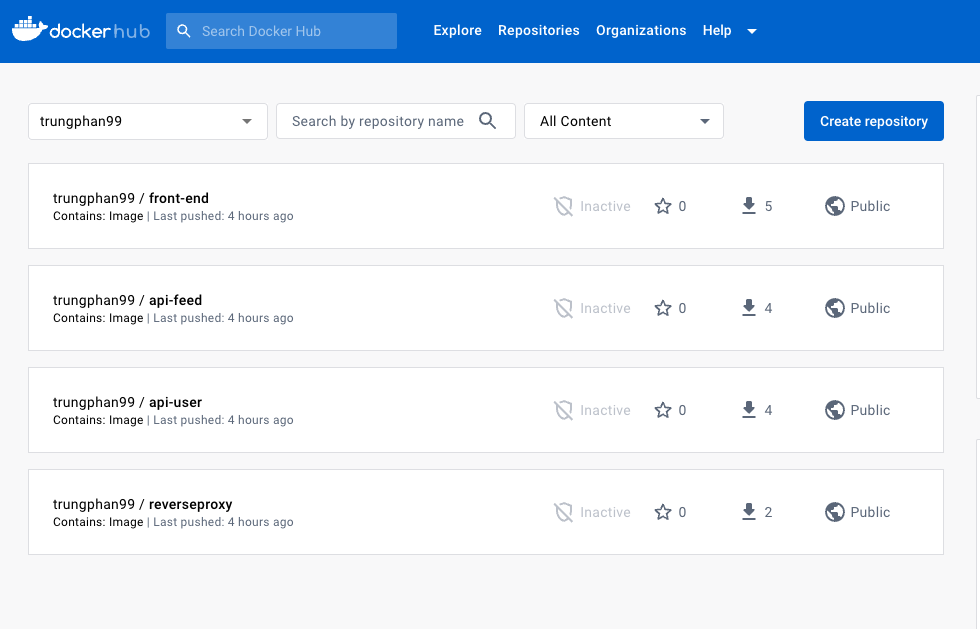 dockerhub Search Docker Hub Explore Repositories Organizations Help
trungphan99 Search by repository name All Content Create repository
trungphan99 / front-end
Contains: Image | Last pushed: 4 hours ago
Inactive 0 5 Public
trungphan99 / api-feed
Contains: Image | Last pushed: 4 hours ago
Inactive 0 4 Public
trungphan99 / api-user
Contains: Image | Last pushed: 4 hours ago
Inactive 0 4 Public
trungphan99 / reverseproxy
Contains: Image | Last pushed: 4 hours ago
Inactive 0 2 Public